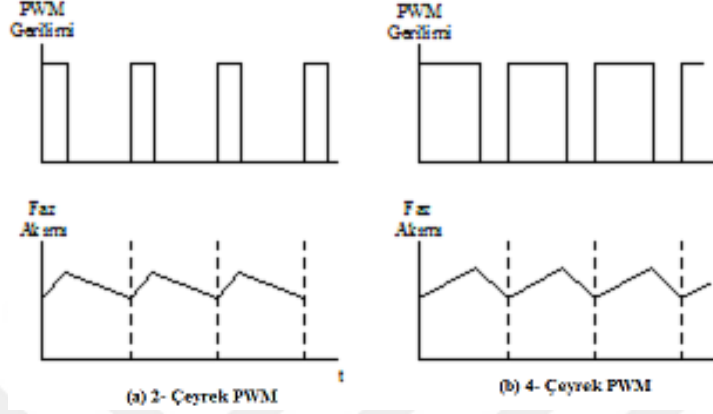 PWM
Gerilimi
PWM
Gerilimi
Faz
Akımı
Faz
Akımı
t
(a) 2- Çeyrek PWM
(b) 4- Çeyrek PWM